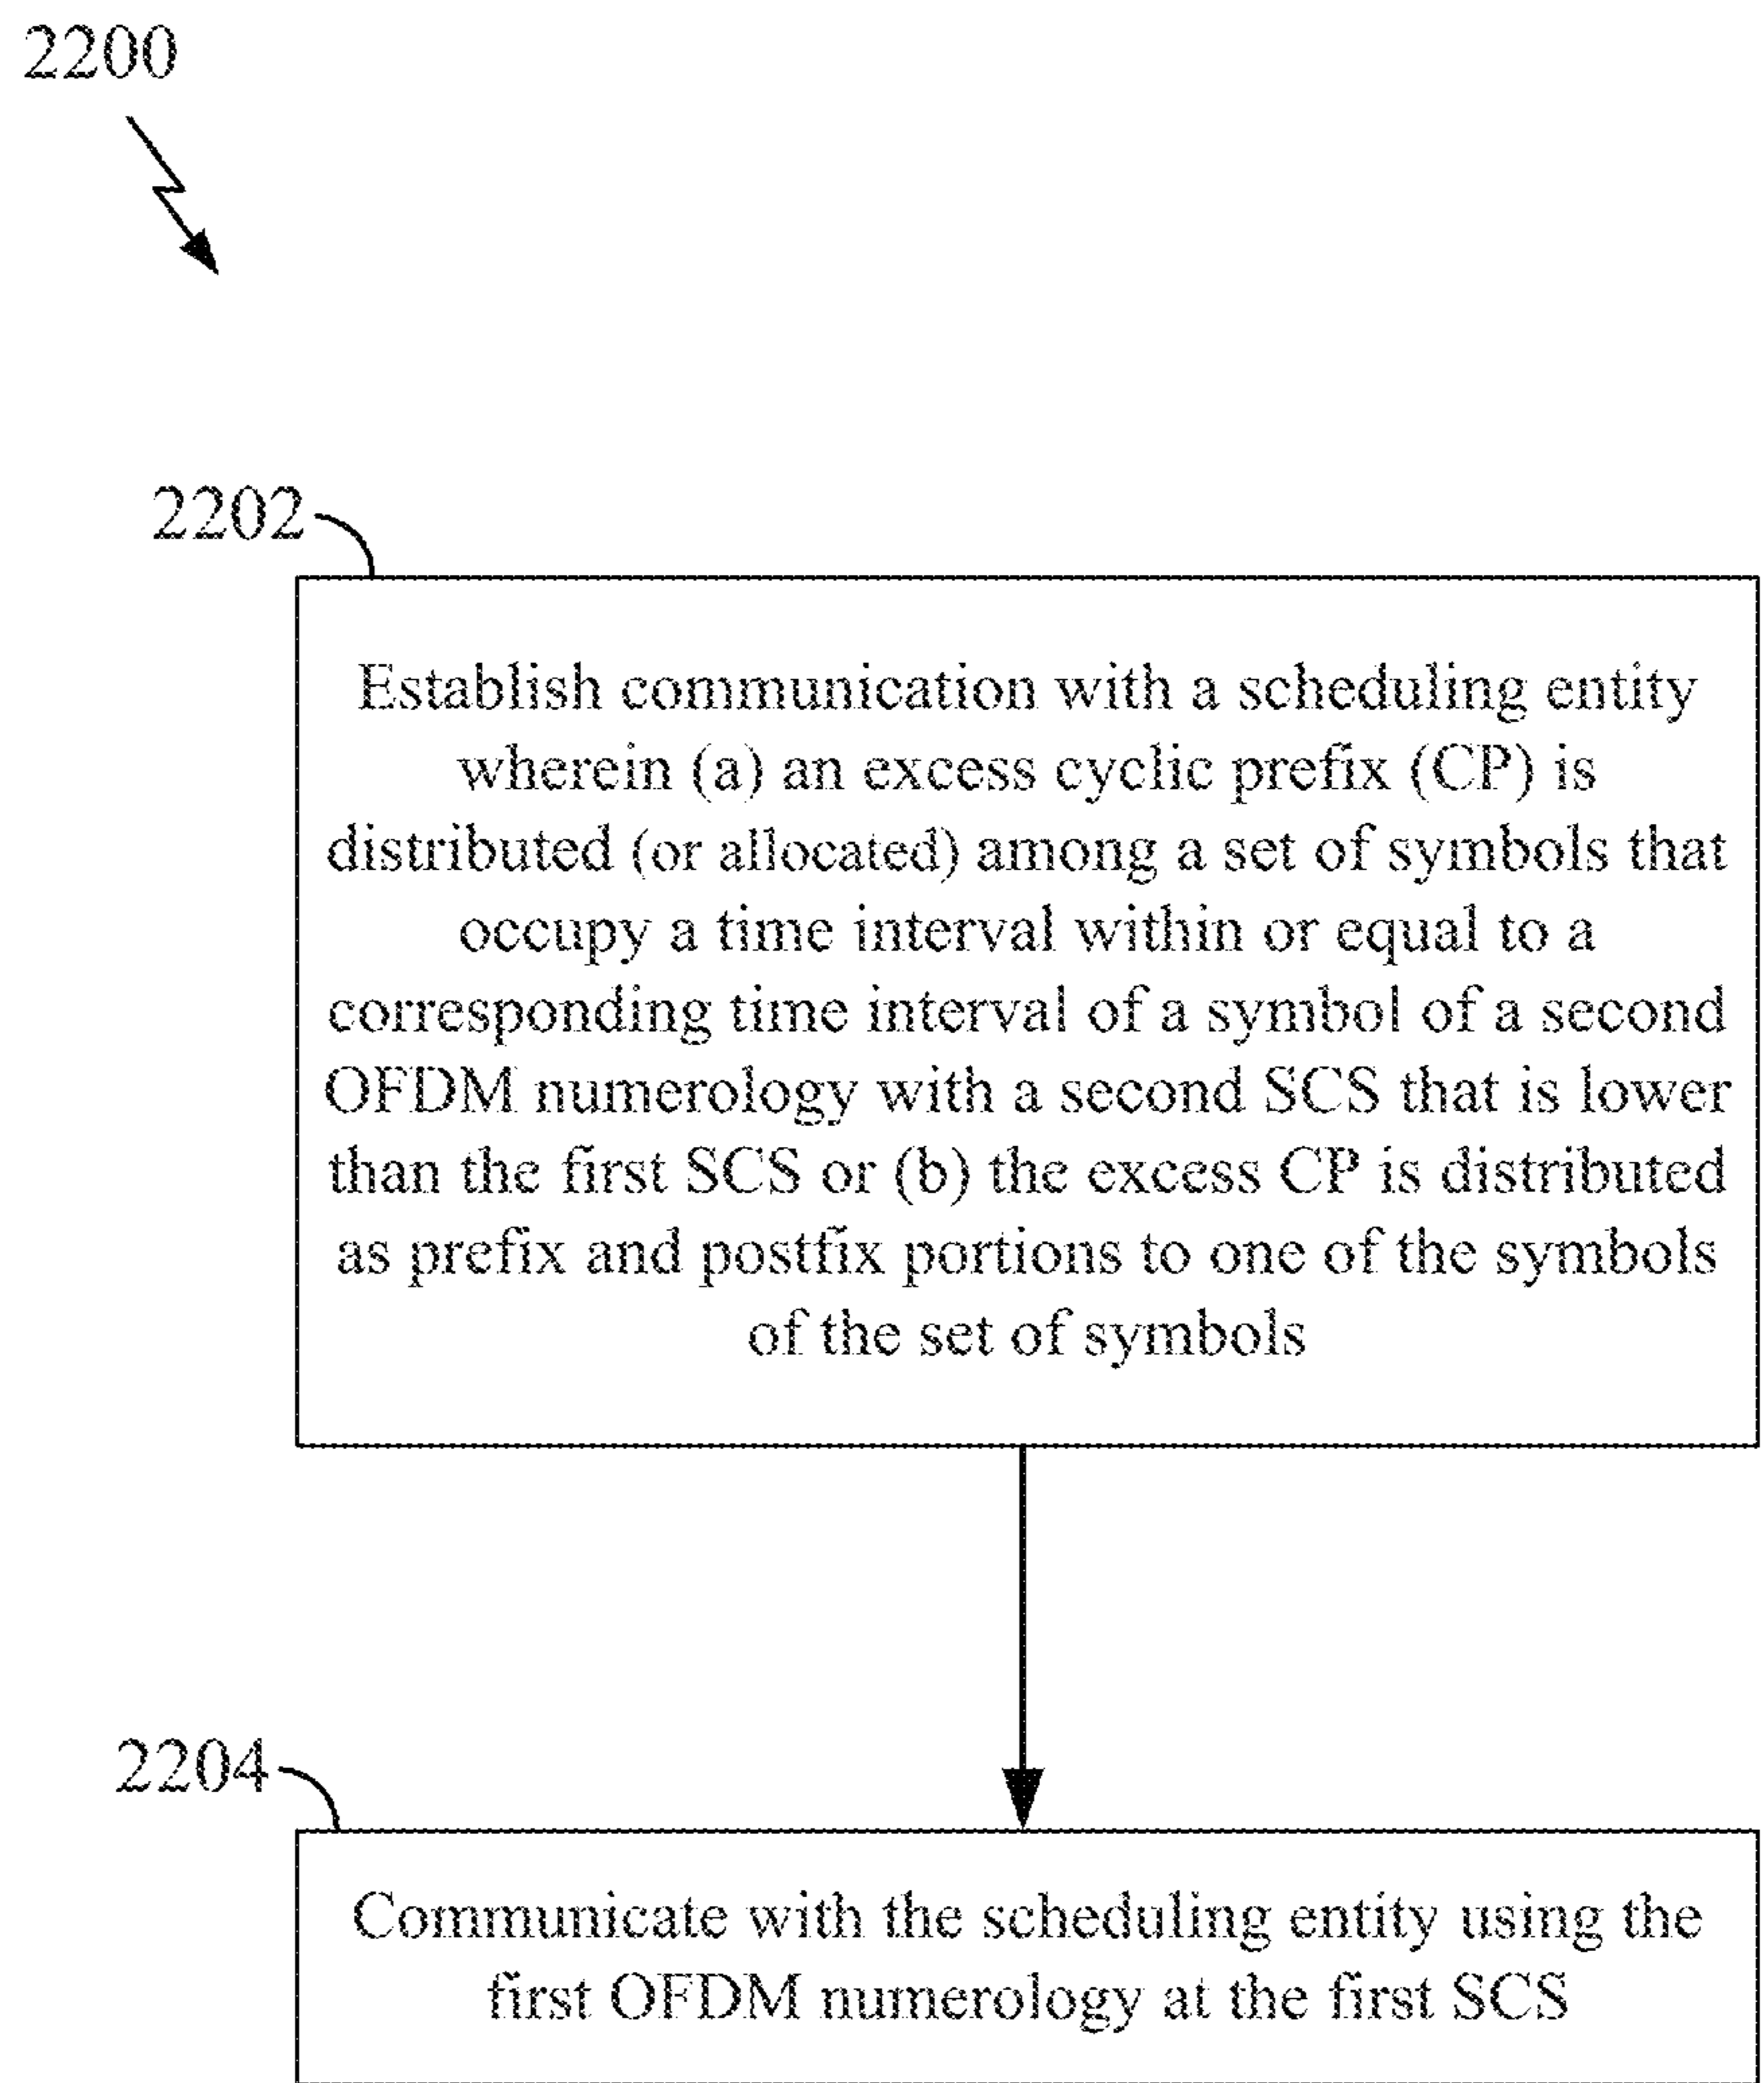 2200
2202
Establish communication with a scheduling entity
wherein (a) an excess cyclic prefix (CP) is
distributed (or allocated) among a set of symbols that
occupy a time interval within or equal to a
corresponding time interval of a symbol of a second
OFDM numerology with a second SCS that is lower
than the first SCS or (b) the excess CP is distributed
as prefix and postfix portions to one of the symbols
of the set of symbols
2204
Communicate with the scheduling entity using the
first OFDM numerology at the first SCS